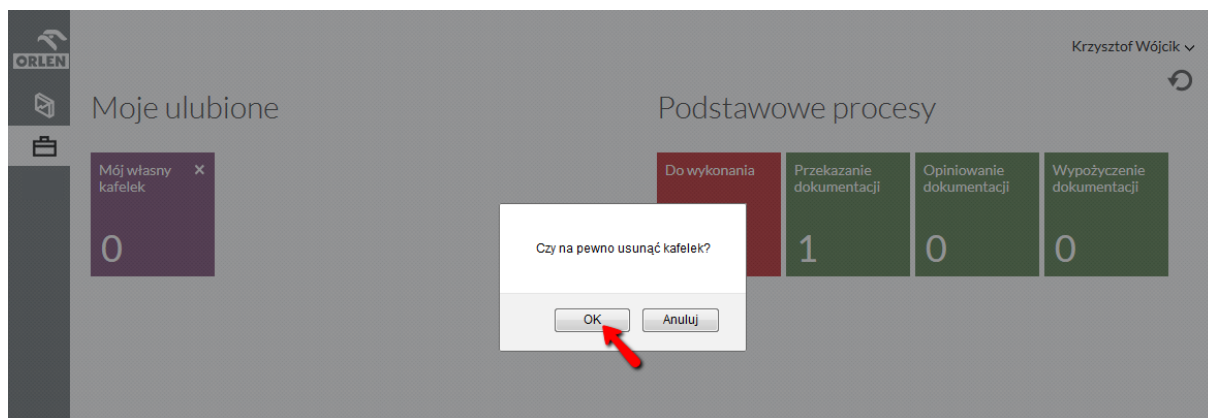 ORLEN
Krzysztof Wójcik
Moje ulubione
Podstawowe procesy
Mój własny
kafelek
0
Do wykonania
Przekazanie
dokumentacji
1
Opiniowanie
dokumentacji
0
Wypożyczenie
dokumentacji
0
Czy na pewno usunąć kafelek?
OK
Anuluj